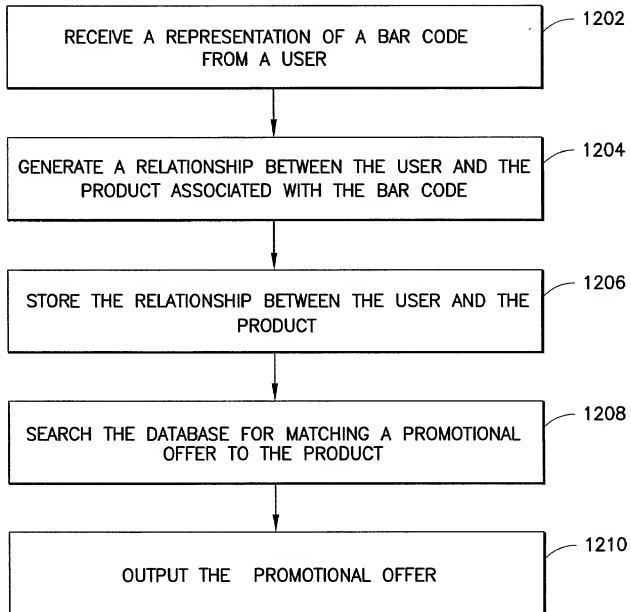 RECEIVE A REPRESENTATION OF A BAR CODE
FROM A USER
1202
GENERATE A RELATIONSHIP BETWEEN THE USER AND THE
PRODUCT ASSOCIATED WITH THE BAR CODE
1204
STORE THE RELATIONSHIP BETWEEN THE USER AND THE
PRODUCT
1206
SEARCH THE DATABASE FOR MATCHING A PROMOTIONAL
OFFER TO THE PRODUCT
1208
OUTPUT THE PROMOTIONAL OFFER
1210